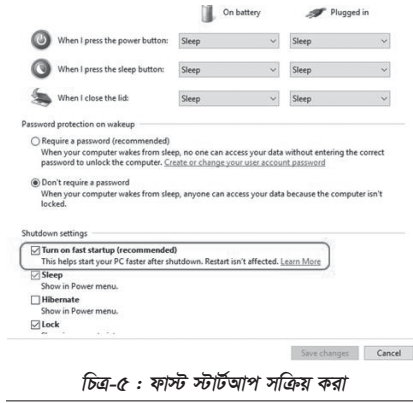 On battery Plugged in
When I press the power button: Sleep Sleep
When I press the sleep button: Sleep Sleep
When I close the lid: Sleep Sleep
Password protection on wakeup
Require a password (recommended)
When your computer wakes from sleep, no one can access your data without entering the correct
password to unlock the computer. Create or change your user account password
Don't require a password
When your computer wakes from sleep, anyone can access your data because the computer isn't
locked.
Shutdown settings
Turn on fast startup (recommended)
This helps start your PC faster after shutdown. Restart isn't affected. Learn More
Sleep
Show in Power menu.
Hibernate
Show in Power menu.
Lock
Save changes Cancel
চিত্র-৫ : ফাস্ট স্টার্টআপ সক্রিয় করা